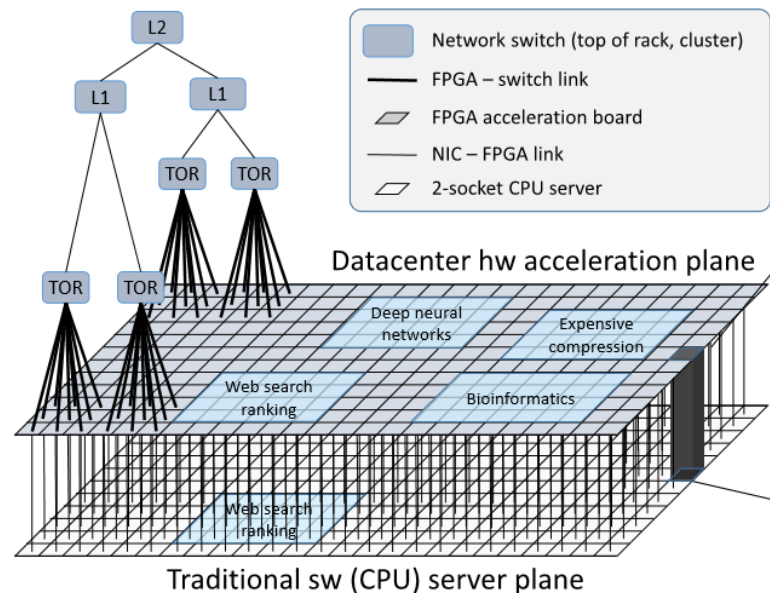 L2
L1
L1
TOR
TOR
TOR
TOR
Network switch (top of rack, cluster)
FPGA – switch link
FPGA acceleration board
NIC – FPGA link
2-socket CPU server
Datacenter hw acceleration plane
Deep neural
networks
Expensive
compression
Web search
ranking
Bioinformatics
Web search
ranking
Traditional sw (CPU) server plane